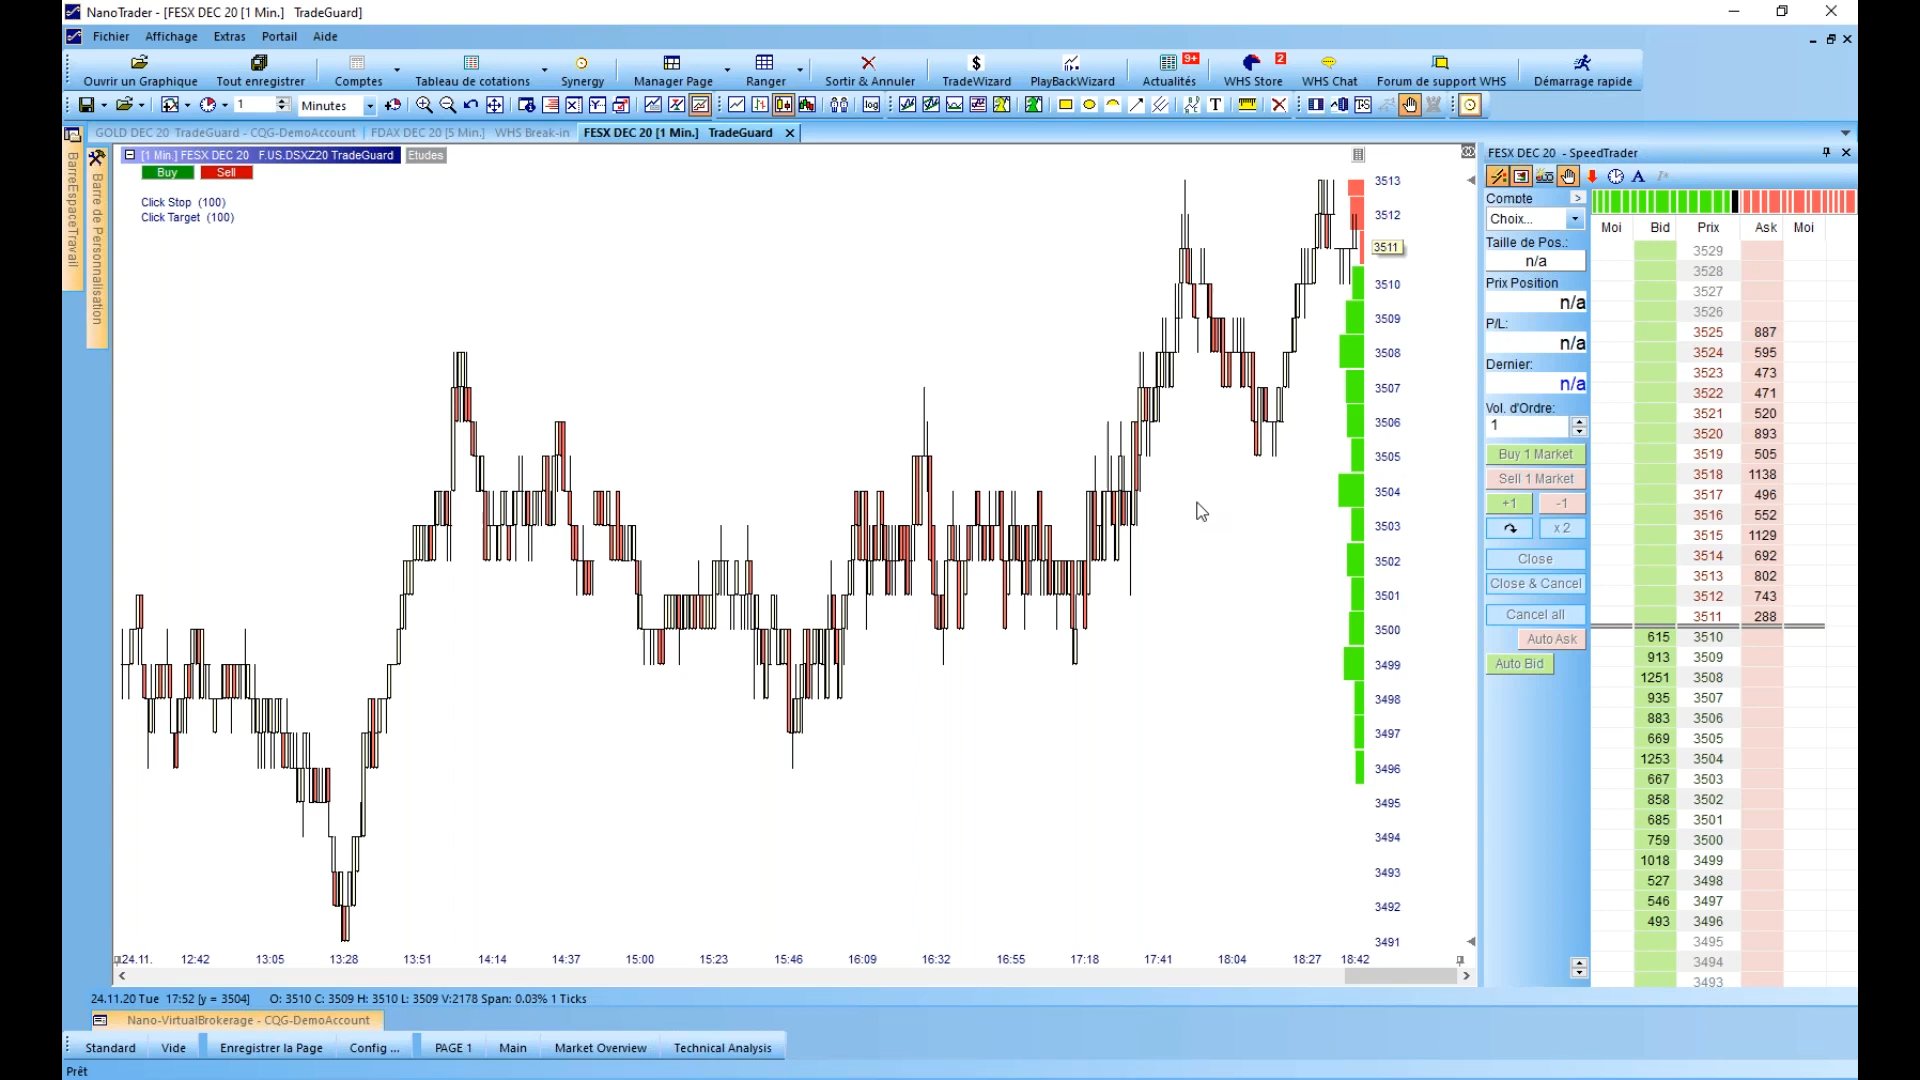 NanoTrader - [FESX DEC 20 [1 Min.]   TradeGuard]
Fichier Affichage Extras Portail Aide
9+ 2
Ouvrir un Graphique Tout enregistrer Comptes Tableau de cotations Synergy Manager Page Ranger Sortir & Annuler TradeWizard PlayBackWizard Actualités WHS Store WHS Chat Forum de support WHS Démarrage rapide
1 Minutes log T TS
GOLD DEC 20  TradeGuard - CQG-DemoAccount FDAX DEC 20 [5 Min.]   WHS Break-in FESX DEC 20 [1 Min.]   TradeGuard
BarreEspaceTravail
Barre de Personnalisation
[1 Min.] FESX DEC 20   F.US.DSXZ20 TradeGuard Etudes
Buy Sell
Click Stop  (100)
Click Target  (100)
3513
3512
3511
3510
3509
3508
3507
3506
3505
3504
3503
3502
3501
3500
3499
3498
3497
3496
3495
3494
3493
3492
3491
24.11. 12:42 13:05 13:28 13:51 14:14 14:37 15:00 15:23 15:46 16:09 16:32 16:55 17:18 17:41 18:04 18:27 18:42
24.11.20 Tue  17:52 [y = 3504] O: 3510 C: 3509 H: 3510 L: 3509 V:2178 Span: 0.03% 1 Ticks
FESX DEC 20  - SpeedTrader
A
Compte >
Choix...
Taille de Pos.:
n/a
Prix Position
n/a
P/L:
n/a
Dernier:
n/a
Vol. d'Ordre:
1
Buy 1 Market
Sell 1 Market
+1 -1
x 2
Close
Close & Cancel
Cancel all
Auto Ask
Auto Bid
Moi Bid Prix Ask Moi
3529
3528
3527
3526
3525 887
3524 595
3523 473
3522 471
3521 520
3520 893
3519 505
3518 1138
3517 496
3516 552
3515 1129
3514 692
3513 802
3512 743
3511 288
615 3510
913 3509
1251 3508
935 3507
883 3506
669 3505
1253 3504
667 3503
858 3502
685 3501
759 3500
1018 3499
527 3498
546 3497
493 3496
3495
3494
3493
Nano-VirtualBrokerage - CQG-DemoAccount
Standard Vide Enregistrer la Page Config ... PAGE 1 Main Market Overview Technical Analysis
Prêt